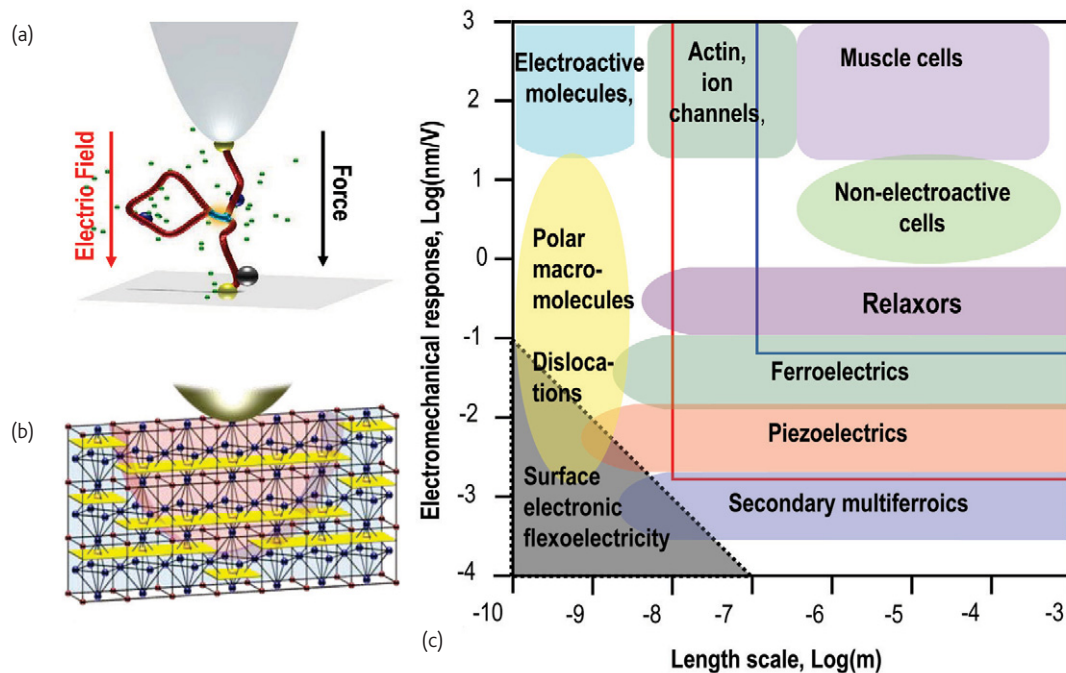 (a)
Electrio Field
Force
(b)
(c)
Electromechanical response, Log(nm/V)
3
2
1
0
-1
-2
-3
-4
Electroactive
molecules,
Actin,
ion
channels,
Muscle cells
Non-electroactive
cells
Polar
macro-
molecules
Relaxors
Disloca-
tions
Ferroelectrics
Piezoelectrics
Surface
electronic
flexoelectricity
Secondary multiferroics
-10
-9
-8
-7
-6
-5
-4
-3
Length scale, Log(m)